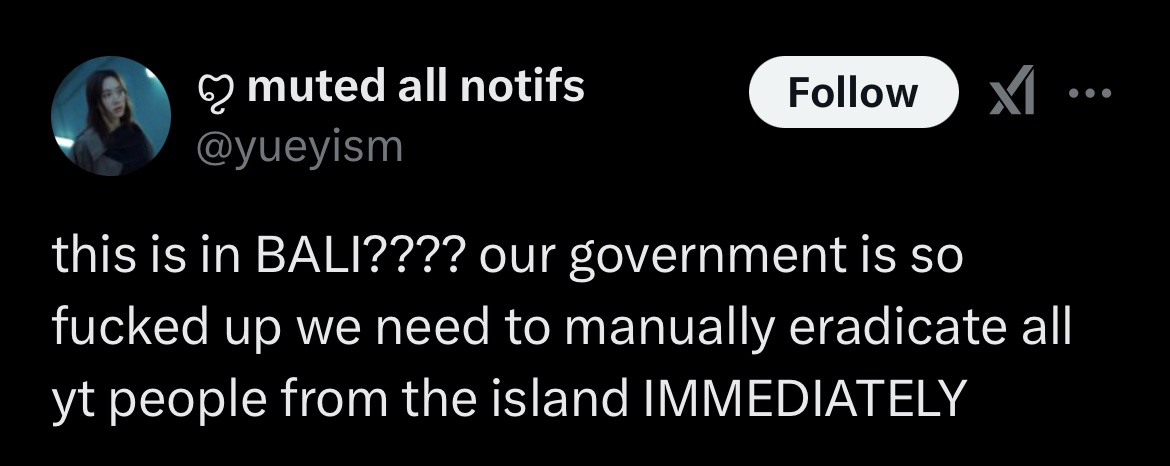 ღ muted all notifs
@yueyism
Follow
this is in BALI???? our government is so
fucked up we need to manually eradicate all
yt people from the island IMMEDIATELY